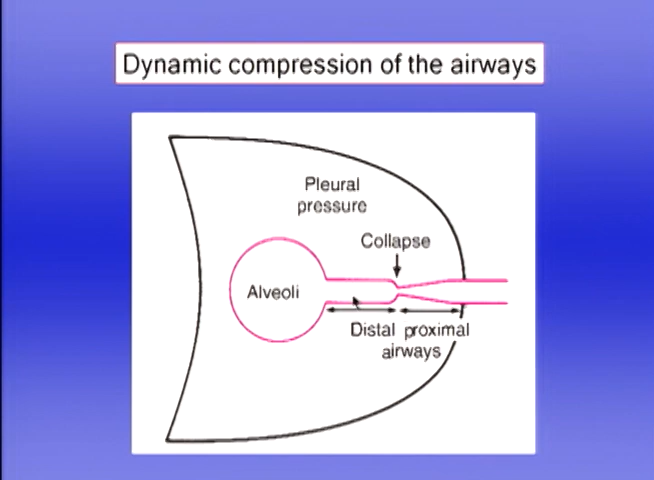 Dynamic compression of the airways
Pleural
pressure
Collapse
Alveoli
Distal proximal
airways